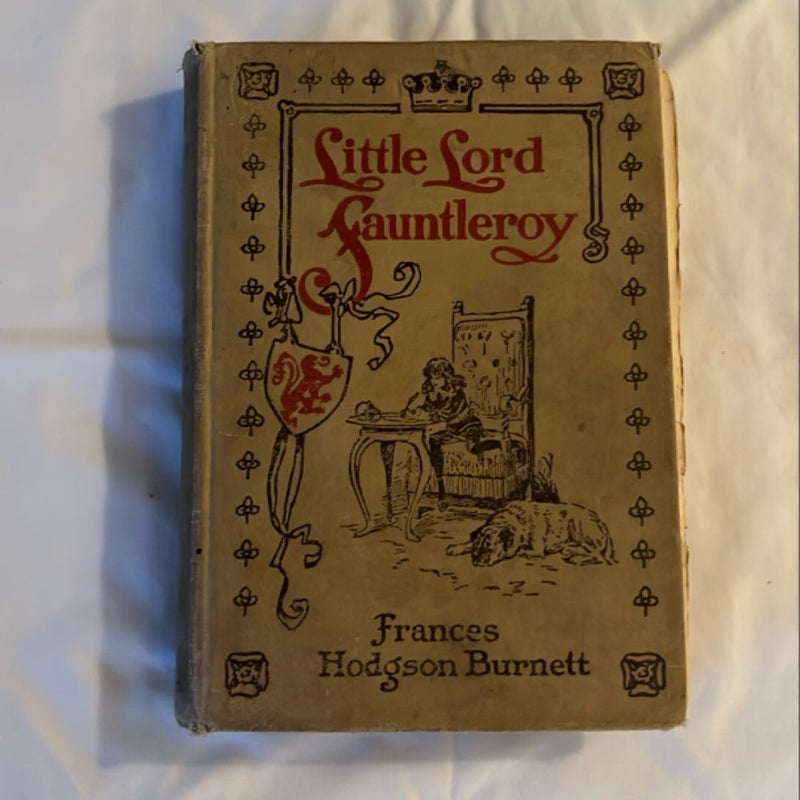 Little Lord
Fauntleroy
Frances
Hodgson Burnett